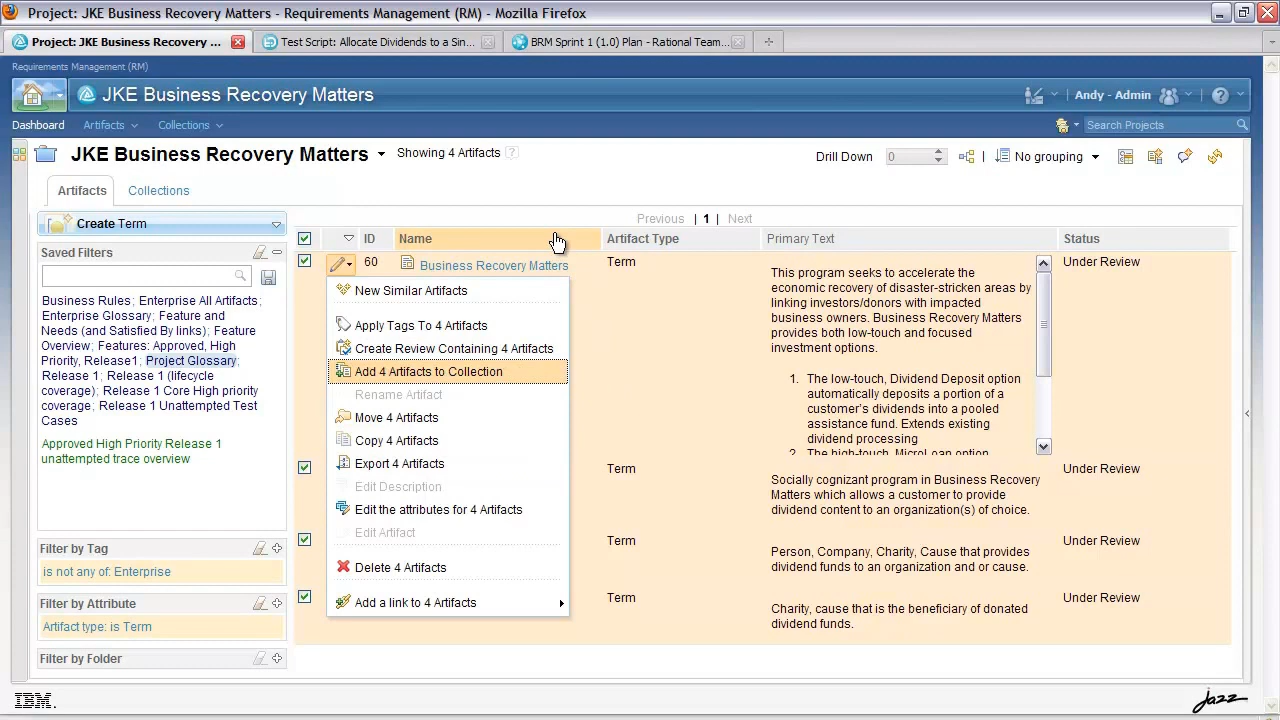 Project: JKE Business Recovery Matters - Requirements Management (RM) - Mozilla Firefox
Project: JKE Business Recovery ...
Test Script: Allocate Dividends to a Sin...
BRM Sprint 1 (1.0) Plan - Rational Team...
Requirements Management (RM)
JKE Business Recovery Matters
Andy - Admin
Dashboard
Artifacts
Collections
Search Projects
JKE Business Recovery Matters
Showing 4 Artifacts ?
Drill Down
0
No grouping
Artifacts
Collections
Previous | 1 | Next
Create Term
ID
Name
Artifact Type
Primary Text
Status
Saved Filters
Business Rules; Enterprise All Artifacts;
Enterprise Glossary; Feature and
Needs (and Satisfied By links); Feature
Overview; Features: Approved, High
Priority, Release1; Project Glossary;
Release 1; Release 1 (lifecycle
coverage); Release 1 Core High priority
coverage; Release 1 Unattempted Test
Cases
Approved High Priority Release 1
unattempted trace overview
Filter by Tag
is not any of: Enterprise
Filter by Attribute
Artifact type: is Term
Filter by Folder
60
Business Recovery Matters
Term
This program seeks to accelerate the
economic recovery of disaster-stricken areas by
linking investors/donors with impacted
business owners. Business Recovery Matters
provides both low-touch and focused
investment options.
1. The low-touch, Dividend Deposit option
automatically deposits a portion of a
customer's dividends into a pooled
assistance fund. Extends existing
dividend processing
2. The high-touch, MicroLoan option
Under Review
New Similar Artifacts
Apply Tags To 4 Artifacts
Create Review Containing 4 Artifacts
Add 4 Artifacts to Collection
Rename Artifact
Move 4 Artifacts
Copy 4 Artifacts
Export 4 Artifacts
Edit Description
Edit the attributes for 4 Artifacts
Edit Artifact
Delete 4 Artifacts
Add a link to 4 Artifacts
Term
Socially cognizant program in Business Recovery
Matters which allows a customer to provide
dividend content to an organization(s) of choice.
Under Review
Term
Person, Company, Charity, Cause that provides
dividend funds to an organization and or cause.
Under Review
Term
Charity, cause that is the beneficiary of donated
dividend funds.
Under Review
IBM.
Jazz